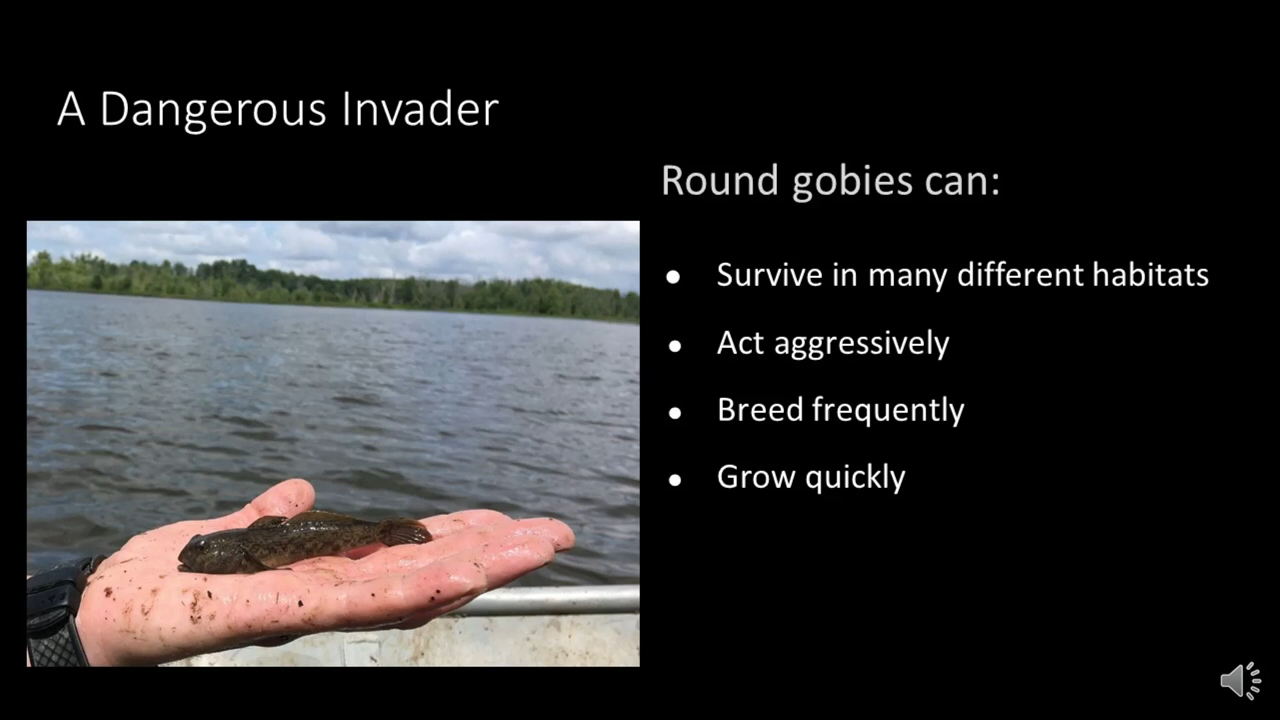 A Dangerous Invader
Round gobies can:
● Survive in many different habitats
● Act aggressively
● Breed frequently
● Grow quickly